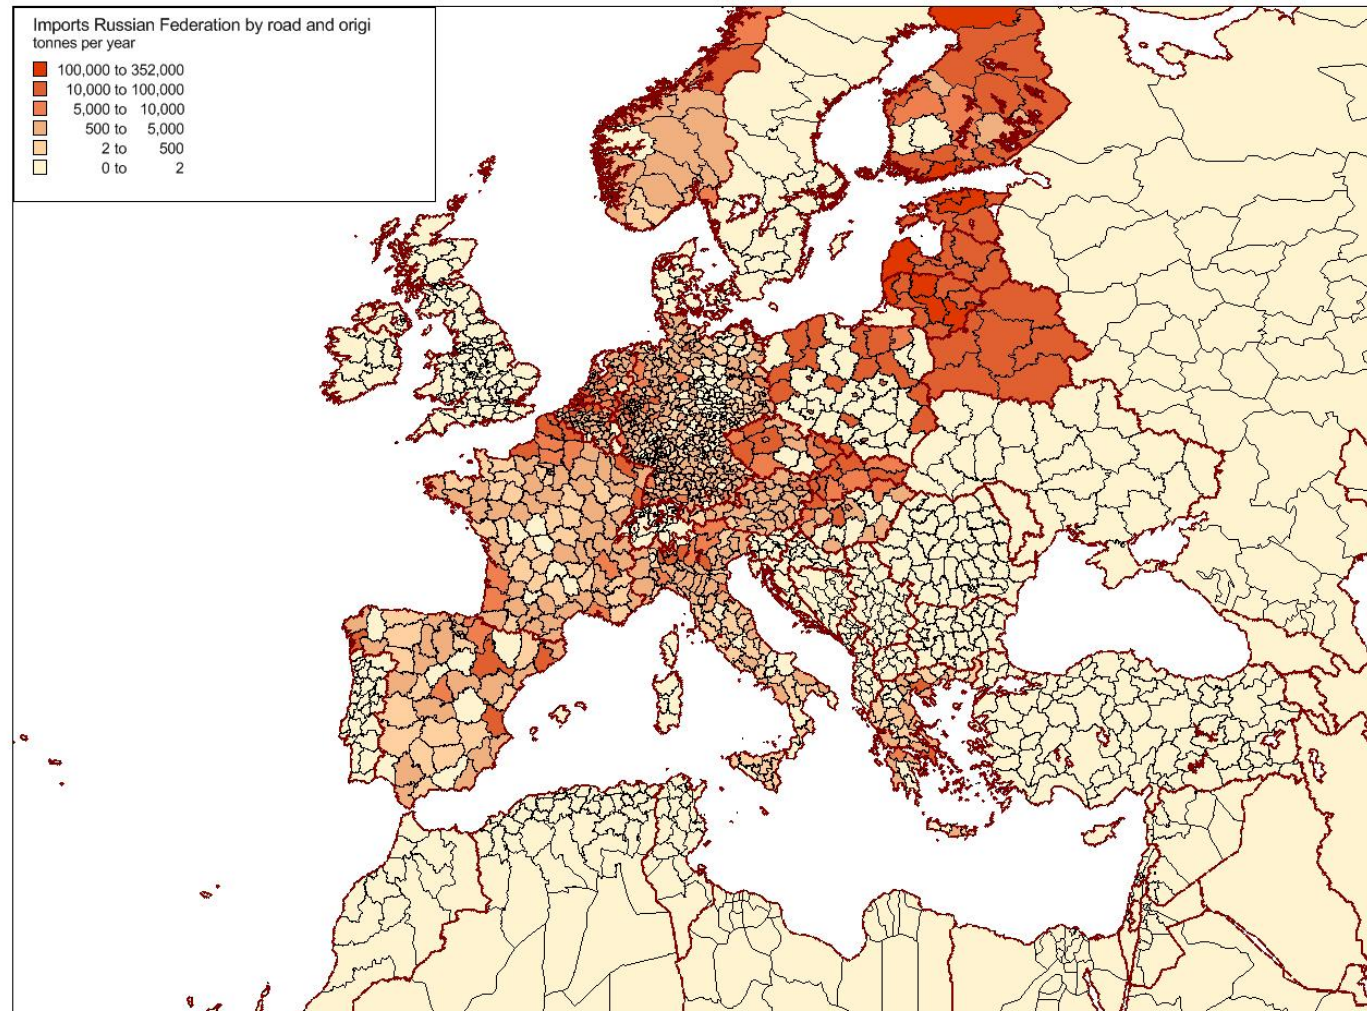 Imports Russian Federation by road and origi
tonnes per year
100,000 to 352,000
10,000 to 100,000
5,000 to 10,000
500 to 5,000
2 to 500
0 to 2